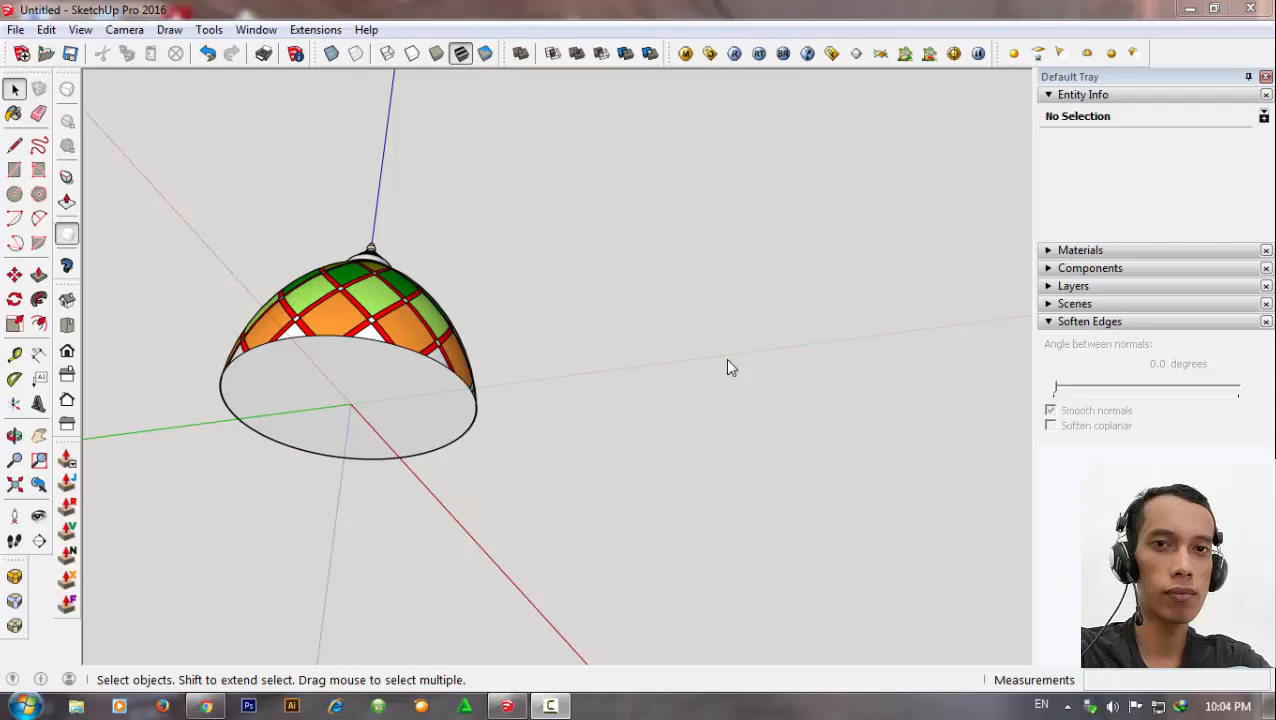 Untitled - SketchUp Pro 2016
File Edit View Camera Draw Tools Window Extensions Help
Default Tray
Entity Info
No Selection
Materials
Components
Layers
Scenes
Soften Edges
Angle between normals:
0.0 degrees
Smooth normals
Soften coplanar
Select objects. Shift to extend select. Drag mouse to select multiple.
Measurements
EN
10:04 PM